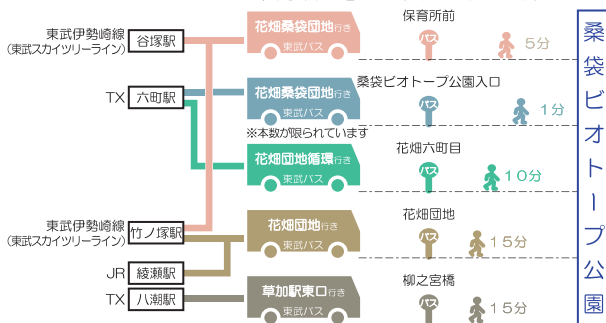 東武伊勢崎線
(東武スカイツリーライン)
谷塚駅
花畑桑袋団地行き
東武バス
保育所前
バス
5分
TX
六町駅
花畑桑袋団地行き
東武バス
※本数が限られています
桑袋ビオトープ公園入口
バス
1分
花畑団地循環行き
東武バス
花畑六町目
バス
10分
東武伊勢崎線
(東武スカイツリーライン)
竹ノ塚駅
花畑団地行き
東武バス
花畑団地
バス
15分
JR
綾瀬駅
TX
八潮駅
草加駅東口行き
東武バス
柳之宮橋
バス
15分
桑袋ビオトープ公園